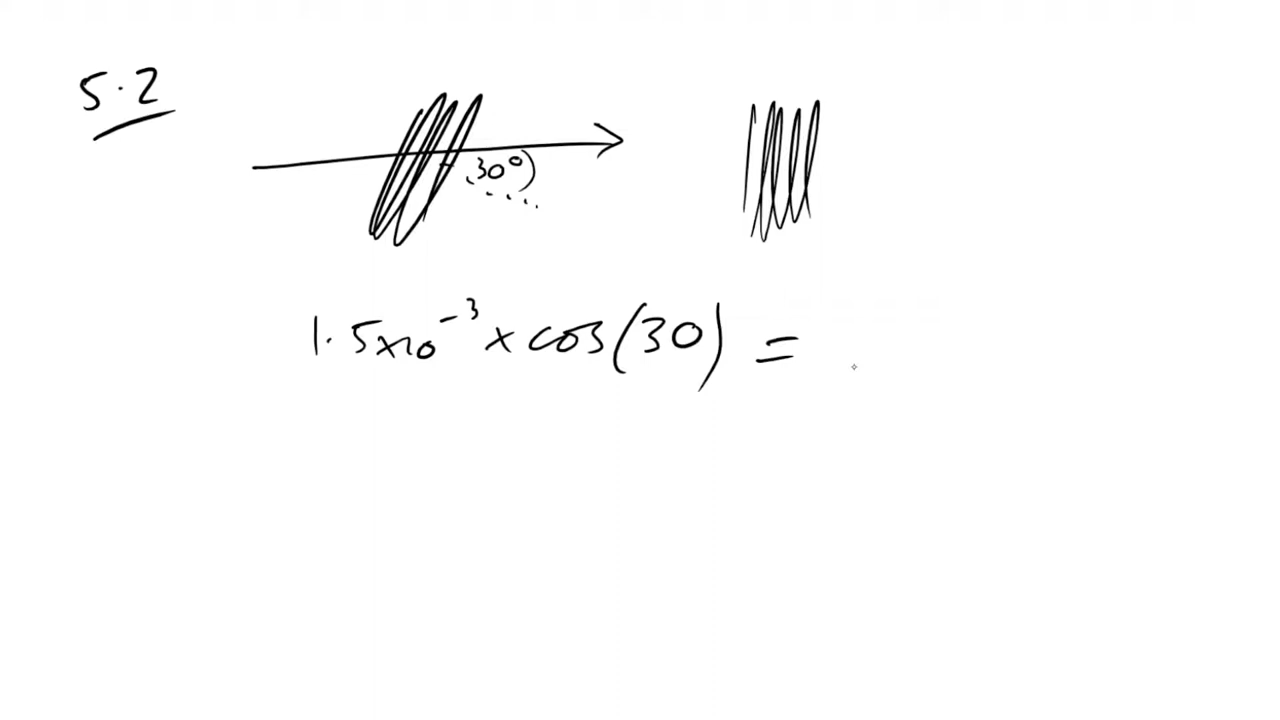 5.2
30°
1.5x10⁻³ x cos(30) =